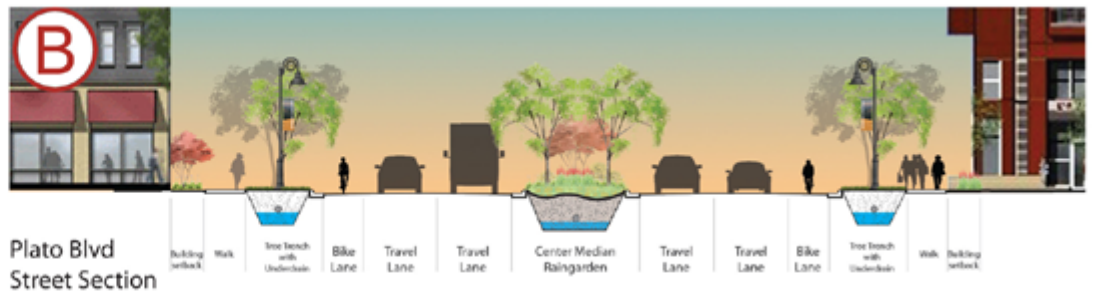 B
Plato Blvd
Street Section
Building
setback
Walk
Tree Trench
with
Underdrain
Bike
Lane
Travel
Lane
Travel
Lane
Center Median
Raingarden
Travel
Lane
Travel
Lane
Bike
Lane
Tree Trench
with
Underdrain
Walk
Building
setback